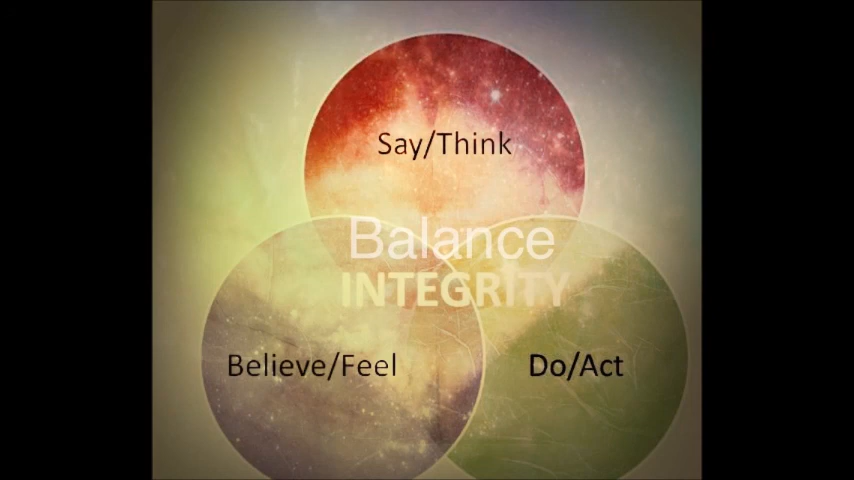 Say/Think
Balance
INTEGRITY
Believe/Feel
Do/Act